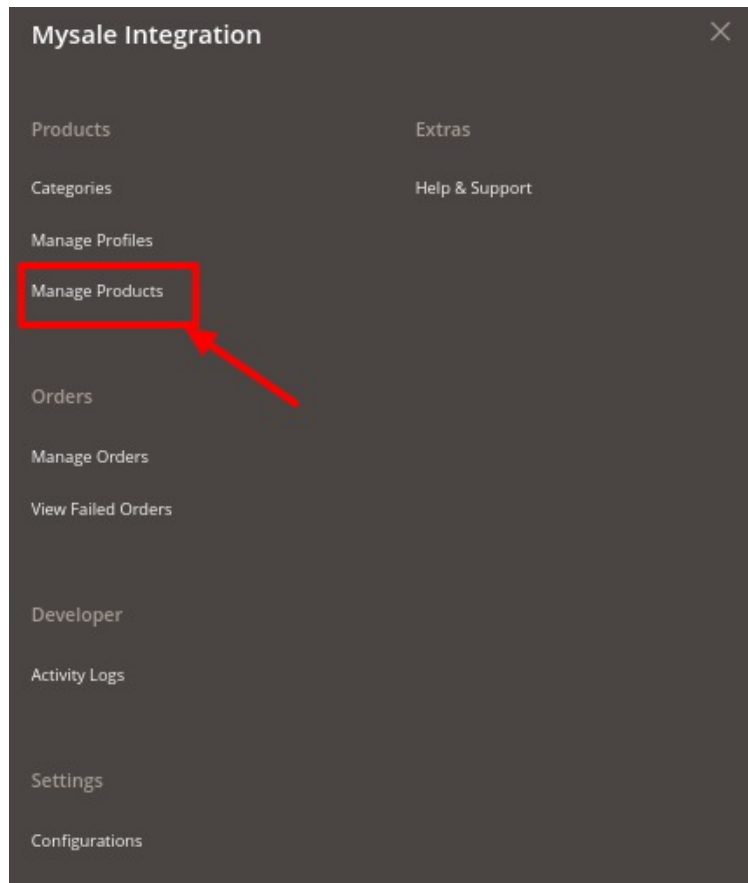 Mysale Integration
Products
Categories
Manage Profiles
Manage Products
Orders
Manage Orders
View Failed Orders
Developer
Activity Logs
Settings
Configurations
Extras
Help & Support